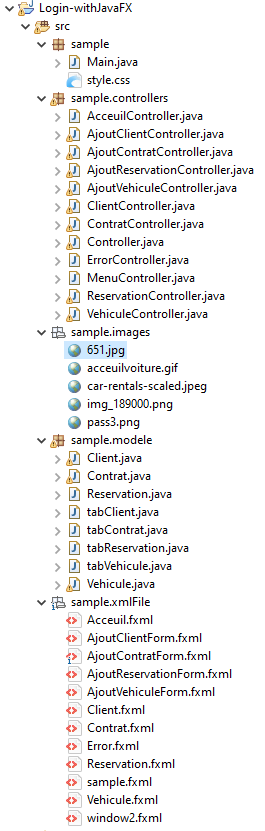 Login-withJavaFX
src
sample
Main.java
style.css
sample.controllers
AcceuilController.java
AjoutClientController.java
AjoutContratController.java
AjoutReservationController.java
AjoutVehiculeController.java
ClientController.java
ContratController.java
Controller.java
ErrorController.java
MenuController.java
ReservationController.java
VehiculeController.java
sample.images
651.jpg
acceuilvoiture.gif
car-rentals-scaled.jpeg
img_189000.png
pass3.png
sample.modele
Client.java
Contrat.java
Reservation.java
tabClient.java
tabContrat.java
tabReservation.java
tabVehicule.java
Vehicule.java
sample.xmlFile
Acceuil.fxml
AjoutClientForm.fxml
AjoutContratForm.fxml
AjoutReservationForm.fxml
AjoutVehiculeForm.fxml
Client.fxml
Contrat.fxml
Error.fxml
Reservation.fxml
sample.fxml
Vehicule.fxml
window2.fxml